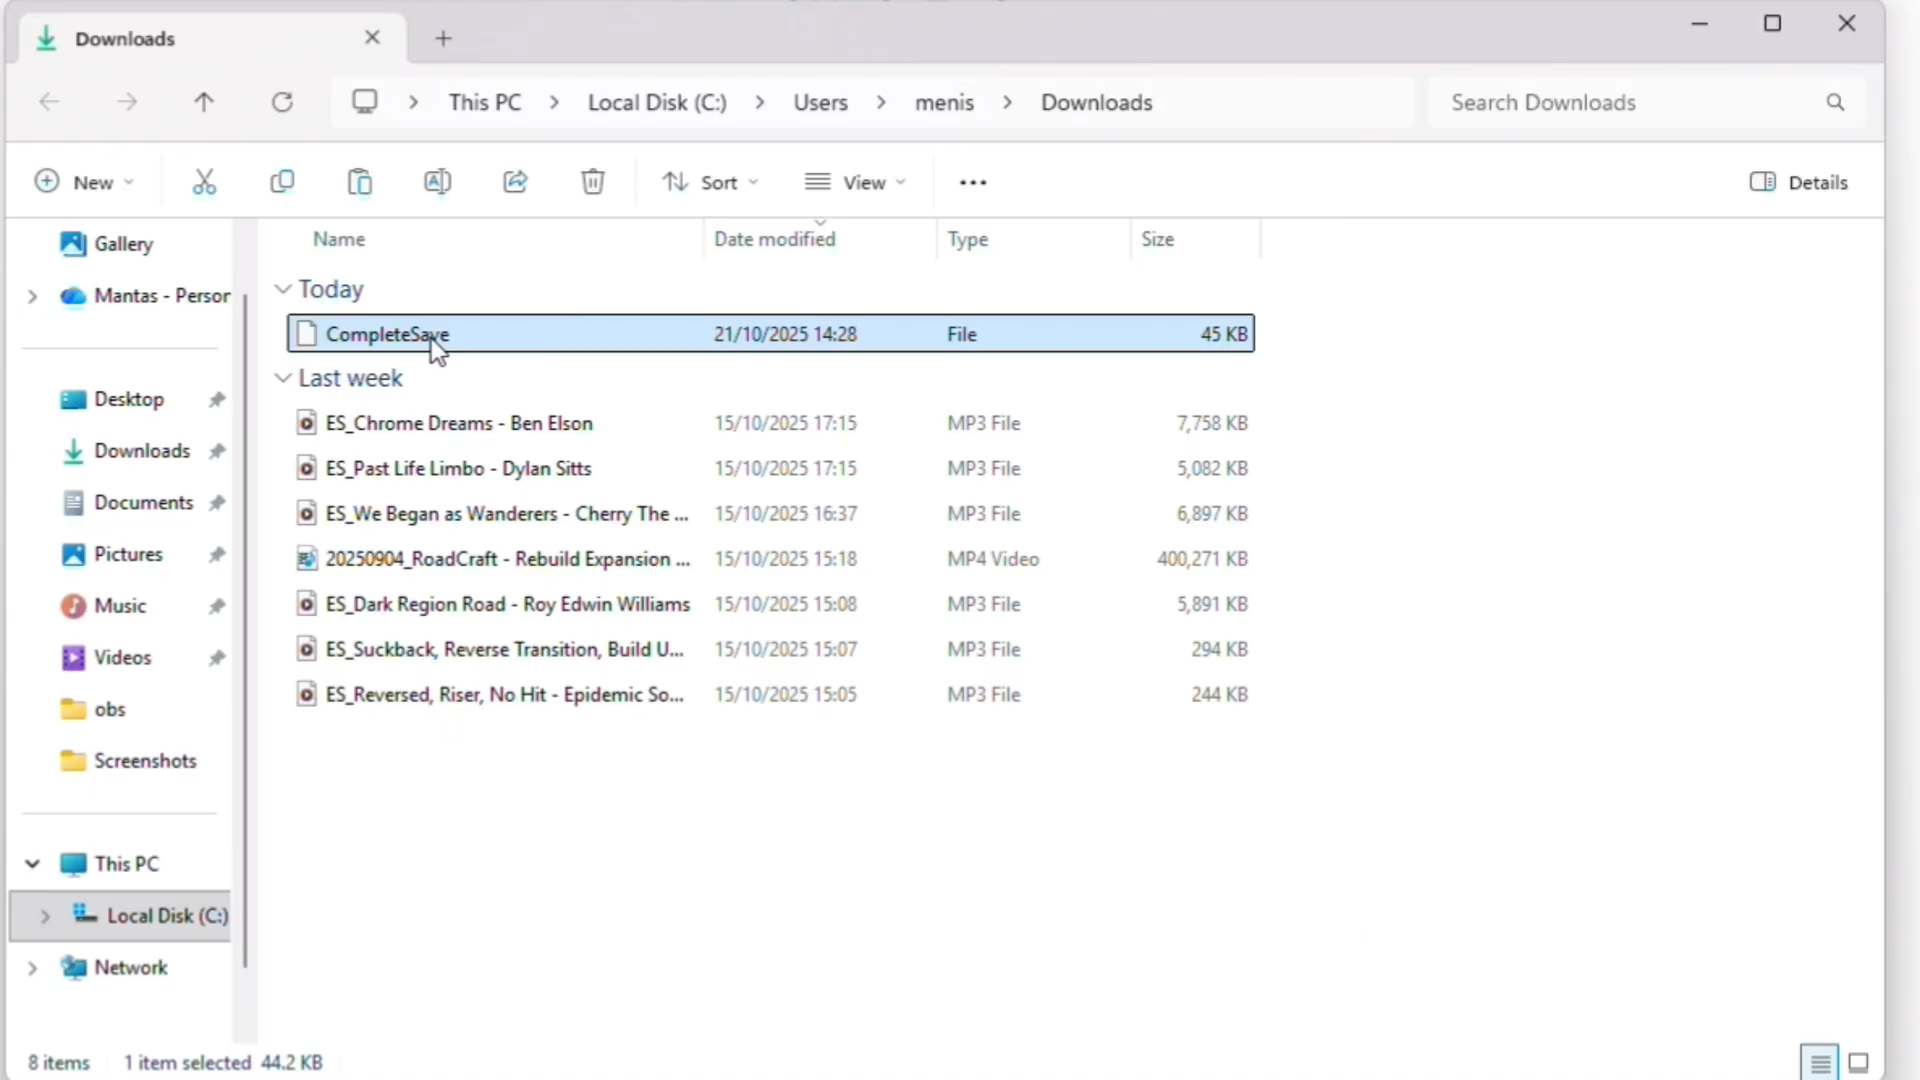 Downloads
This PC
Local Disk (C:)
Users
menis
Downloads
Search Downloads
New
Sort
View
Details
Gallery
Mantas - Person
Desktop
Downloads
Documents
Pictures
Music
Videos
obs
Screenshots
This PC
Local Disk (C:)
Network
Name Date modified Type Size
Today
CompleteSave 21/10/2025 14:28 File 45 KB
Last week
ES_Chrome Dreams - Ben Elson 15/10/2025 17:15 MP3 File 7,758 KB
ES_Past Life Limbo - Dylan Sitts 15/10/2025 17:15 MP3 File 5,082 KB
ES_We Began as Wanderers - Cherry The ... 15/10/2025 16:37 MP3 File 6,897 KB
20250904_RoadCraft - Rebuild Expansion ... 15/10/2025 15:18 MP4 Video 400,271 KB
ES_Dark Region Road - Roy Edwin Williams 15/10/2025 15:08 MP3 File 5,891 KB
ES_Suckback, Reverse Transition, Build U... 15/10/2025 15:07 MP3 File 294 KB
ES_Reversed, Riser, No Hit - Epidemic So... 15/10/2025 15:05 MP3 File 244 KB
8 items 1 item selected 44.2 KB